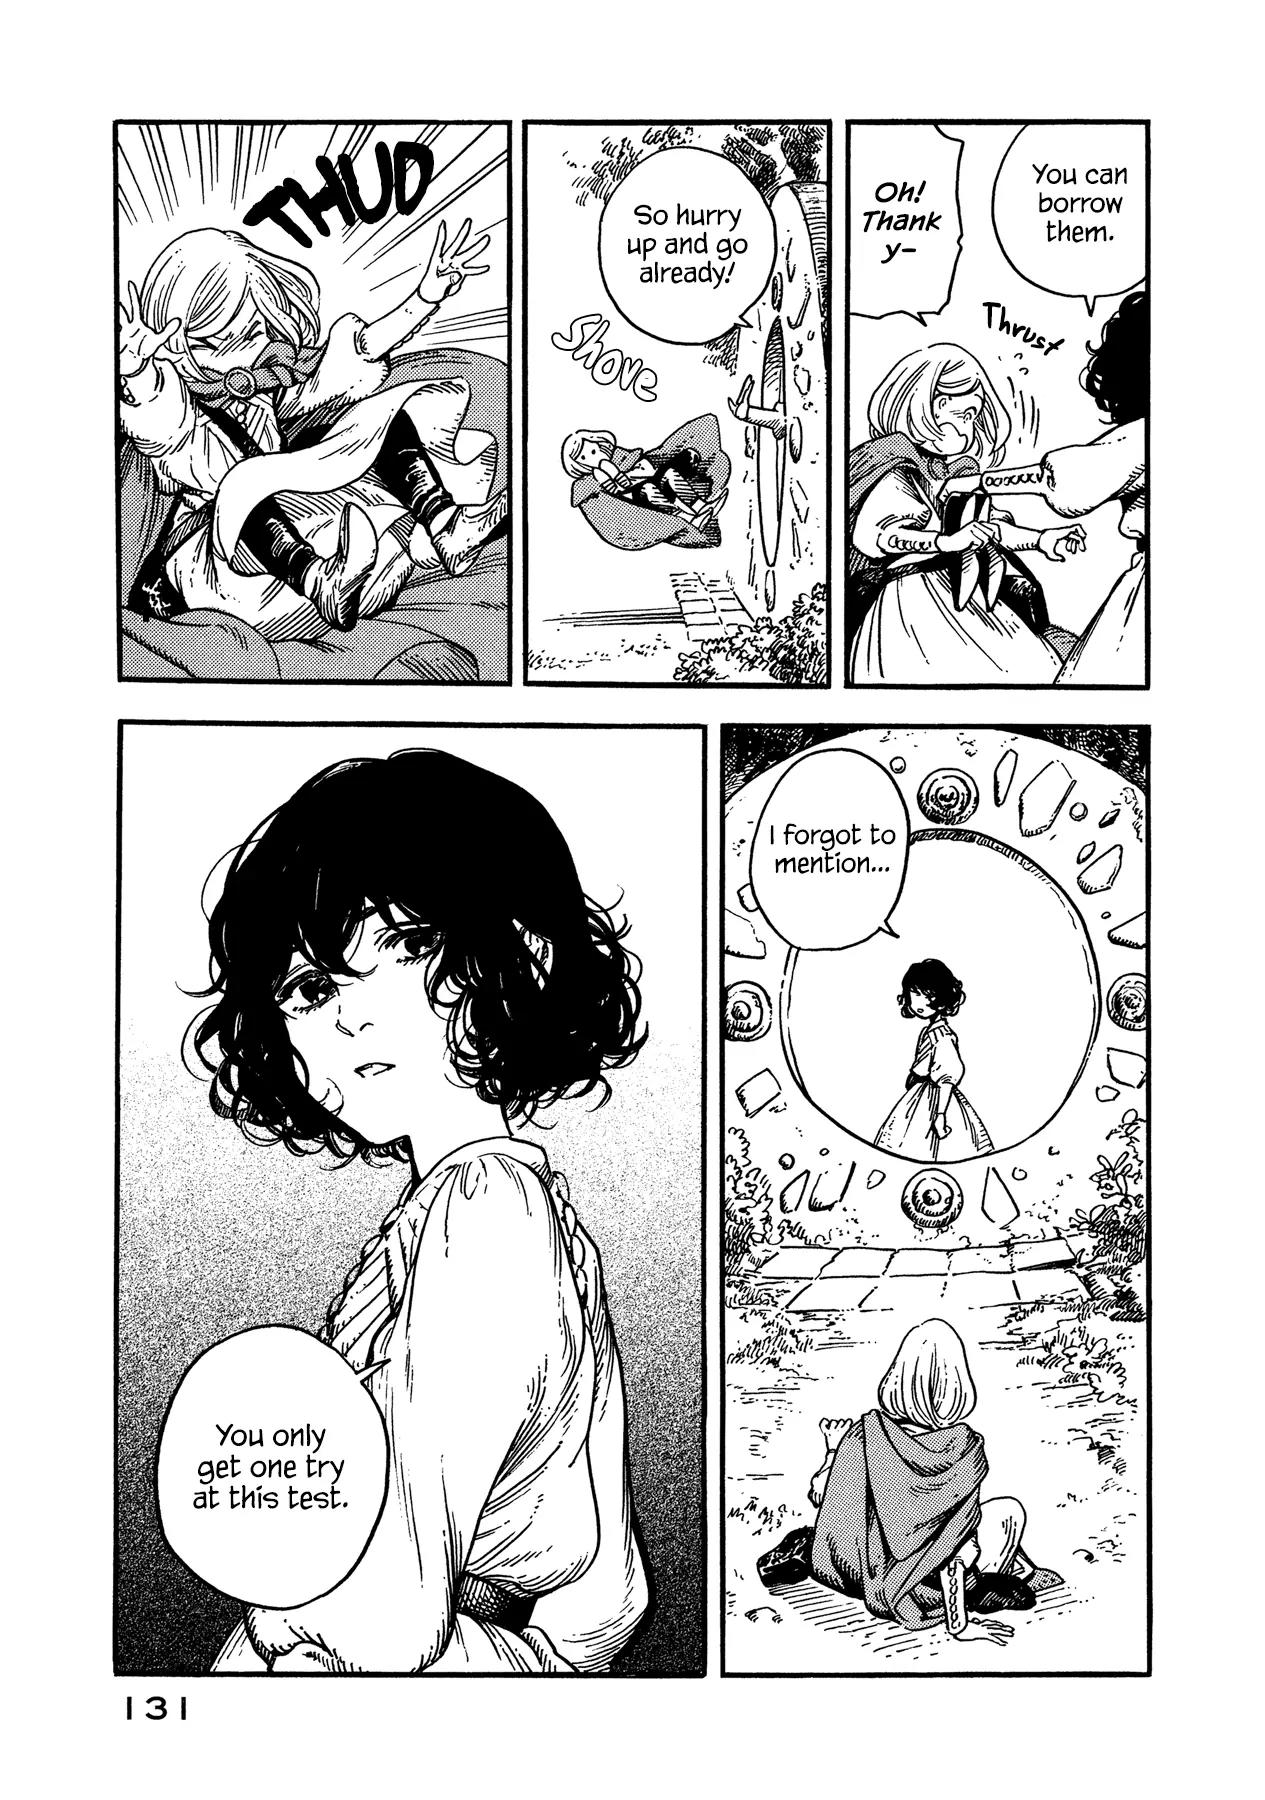 You can
borrow
them.
Oh!
Thank
y–
Thrust
So hurry
up and go
already!
Shove
THUD
I forgot to
mention...
You only
get one try
at this test.
131